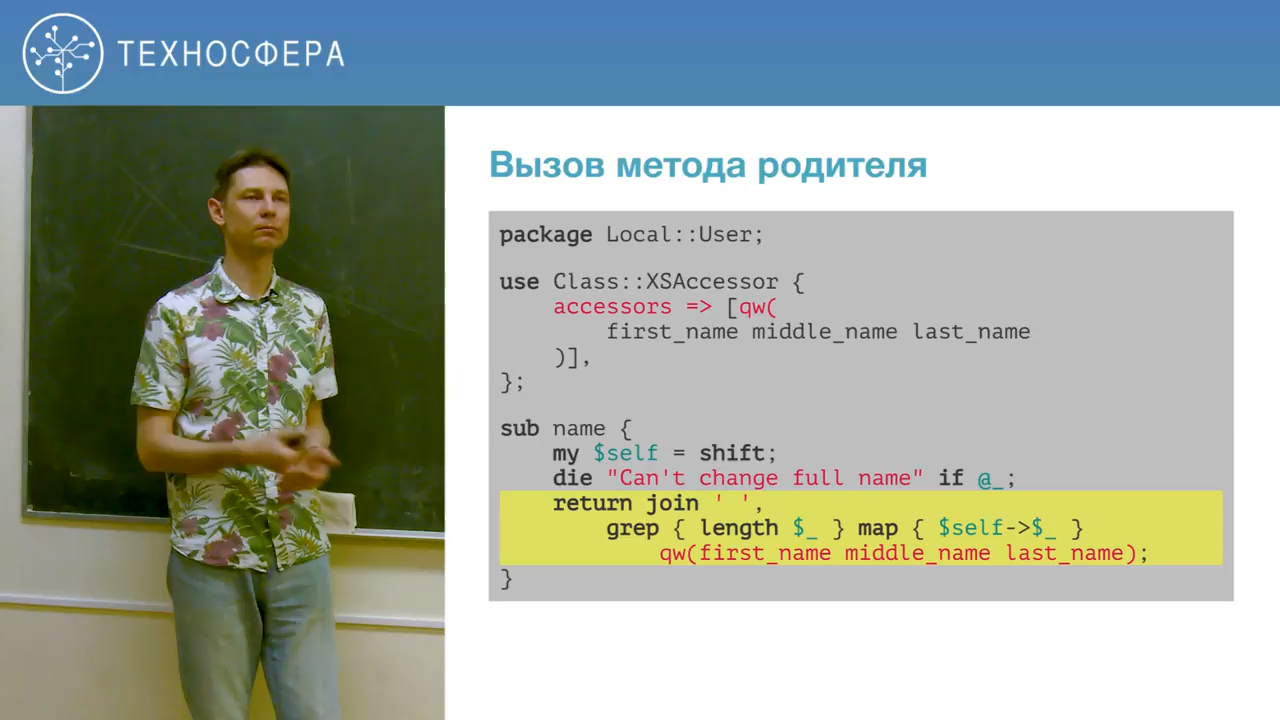 ТЕХНОСФЕРА
Вызов метода родителя
package Local::User;
use Class::XSAccessor {
    accessors => [qw(
        first_name middle_name last_name
    )],
};
sub name {
    my $self = shift;
    die "Can't change full name" if @_;
    return join ' ',
        grep { length $_ } map { $self->$_ }
            qw(first_name middle_name last_name);
}